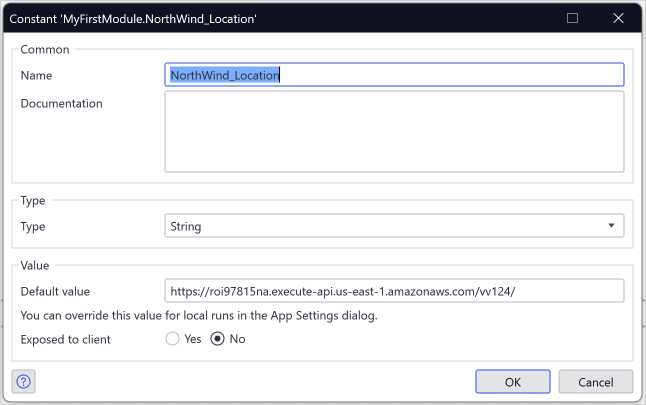 Constant 'MyFirstModule.NorthWind_Location'
Common
Name
NorthWind_Location
Documentation
Type
Type
String
Value
Default value
https://roi97815na.execute-api.us-east-1.amazonaws.com/vv124/
You can override this value for local runs in the App Settings dialog.
Exposed to client
Yes
No
?
OK
Cancel